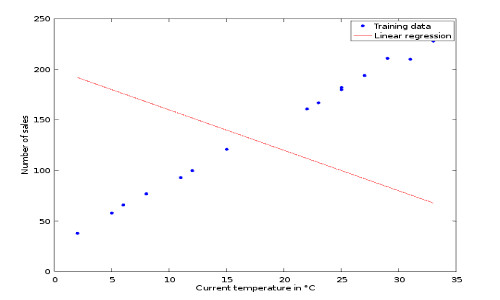 250
200
150
100
50
0
Number of sales
Training data
Linear regression
0 5 10 15 20 25 30 35
Current temperature in °C